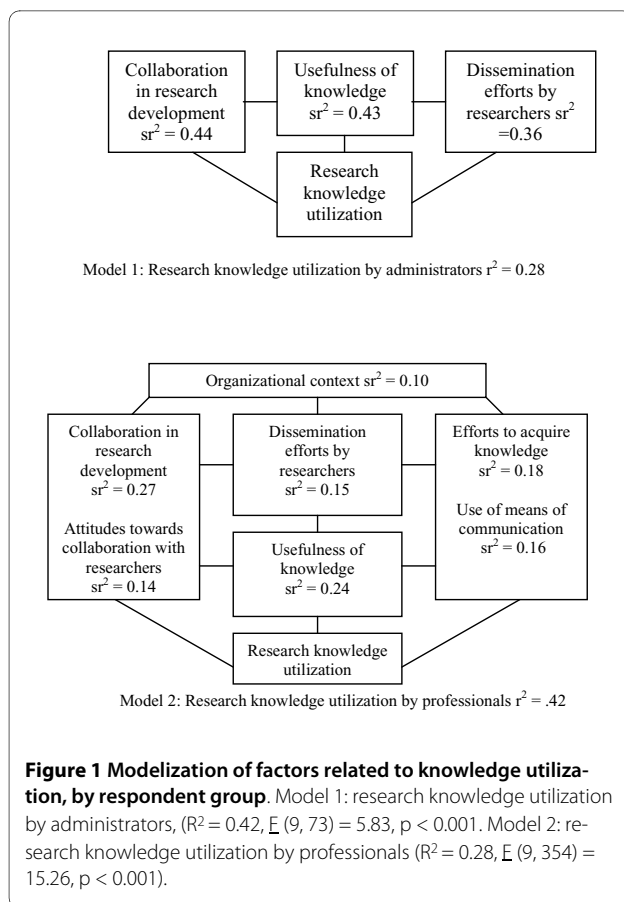 Collaboration
in research
development
sr² = 0.44
Usefulness of
knowledge
sr² = 0.43
Dissemination
efforts by
researchers sr²
=0.36
Research
knowledge
utilization
Model 1: Research knowledge utilization by administrators r² = 0.28
Organizational context sr² = 0.10
Collaboration in
research
development
sr² = 0.27
Attitudes towards
collaboration with
researchers
sr² = 0.14
Dissemination
efforts by
researchers
sr² = 0.15
Usefulness of
knowledge
sr² = 0.24
Efforts to acquire
knowledge
sr² = 0.18
Use of means of
communication
sr² = 0.16
Research knowledge
utilization
Model 2: Research knowledge utilization by professionals r² = .42
Figure 1 Modelization of factors related to knowledge utiliza-
tion, by respondent group. Model 1: research knowledge utilization
by administrators, (R² = 0.42, F (9, 73) = 5.83, p < 0.001. Model 2: re-
search knowledge utilization by professionals (R² = 0.28, F (9, 354) =
15.26, p < 0.001).